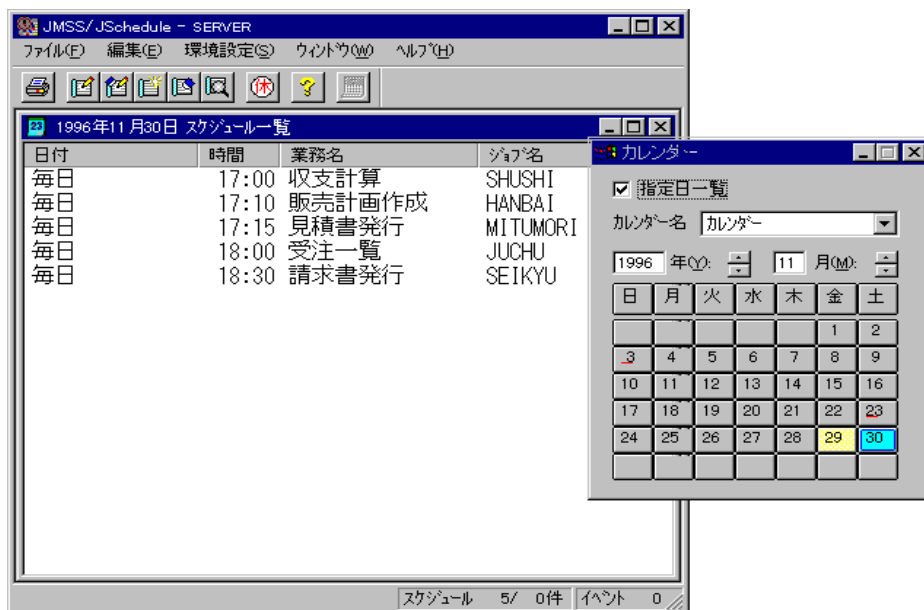 JMSS/JSchedule - SERVER
ファイル(F) 編集(E) 環境設定(S) ウィンドウ(W) ヘルプ(H)
休 ?
23 1996年11月30日 スケジュール一覧
日付 時間 業務名 ジョブ名
毎日 17:00 収支計算 SHUSHI
毎日 17:10 販売計画作成 HANBAI
毎日 17:15 見積書発行 MITUMORI
毎日 18:00 受注一覧 JUCHU
毎日 18:30 請求書発行 SEIKYU
カレンダー
指定日一覧
カレンダー名 カレンダー
1996 年(Y): 11 月(M):
日 月 火 水 木 金 土
1 2
3 4 5 6 7 8 9
10 11 12 13 14 15 16
17 18 19 20 21 22 23
24 25 26 27 28 29 30
スケジュール 5/ 0件 イベント 0